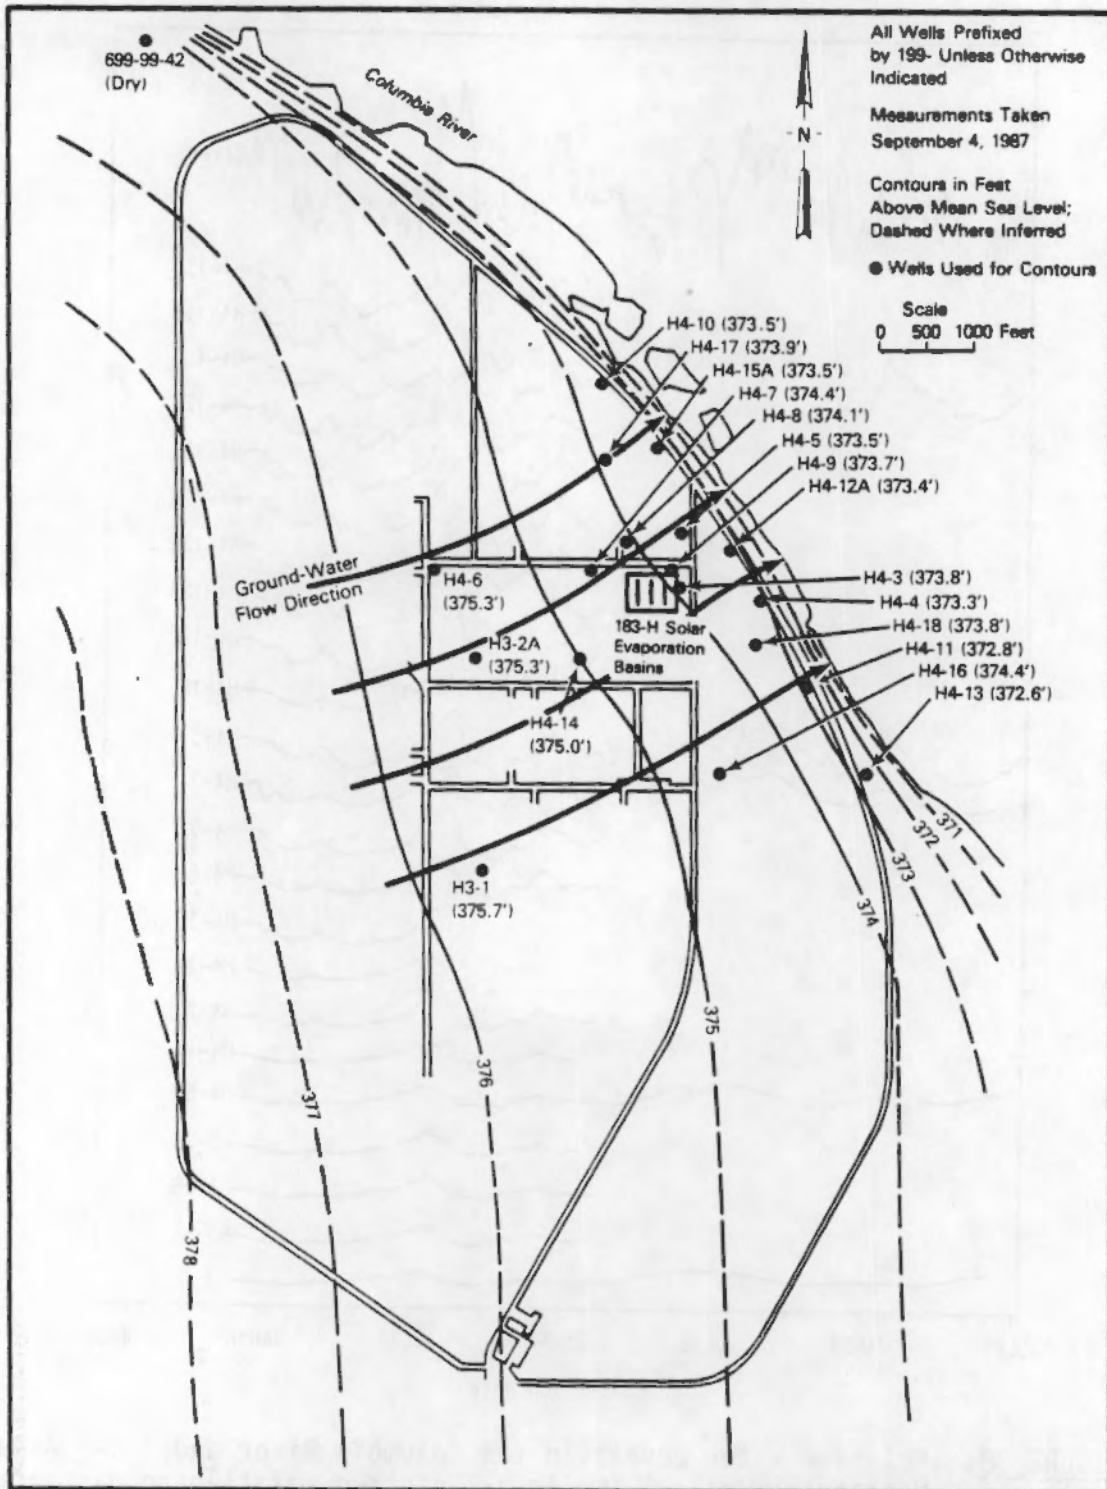 699-99-42
(Dry)
Columbia River
All Wells Prefixed
by 199- Unless Otherwise
Indicated
Measurements Taken
September 4, 1987
Contours in Feet
Above Mean Sea Level;
Dashed Where Inferred
Wells Used for Contours
Scale
0 500 1000 Feet
N
H4-10 (373.5')
H4-17 (373.9')
H4-15A (373.5')
H4-7 (374.4')
H4-8 (374.1')
H4-5 (373.5')
H4-9 (373.7')
H4-12A (373.4')
Ground-Water
Flow Direction
H4-6
(375.3')
H4-3 (373.8')
H4-4 (373.3')
H4-18 (373.8')
H4-11 (372.8')
H4-16 (374.4')
H4-13 (372.6')
183-H Solar
Evaporation
Basins
H3-2A
(375.3')
H4-14
(375.0')
H3-1
(375.7')
371
372
373
374
375
376
377
378